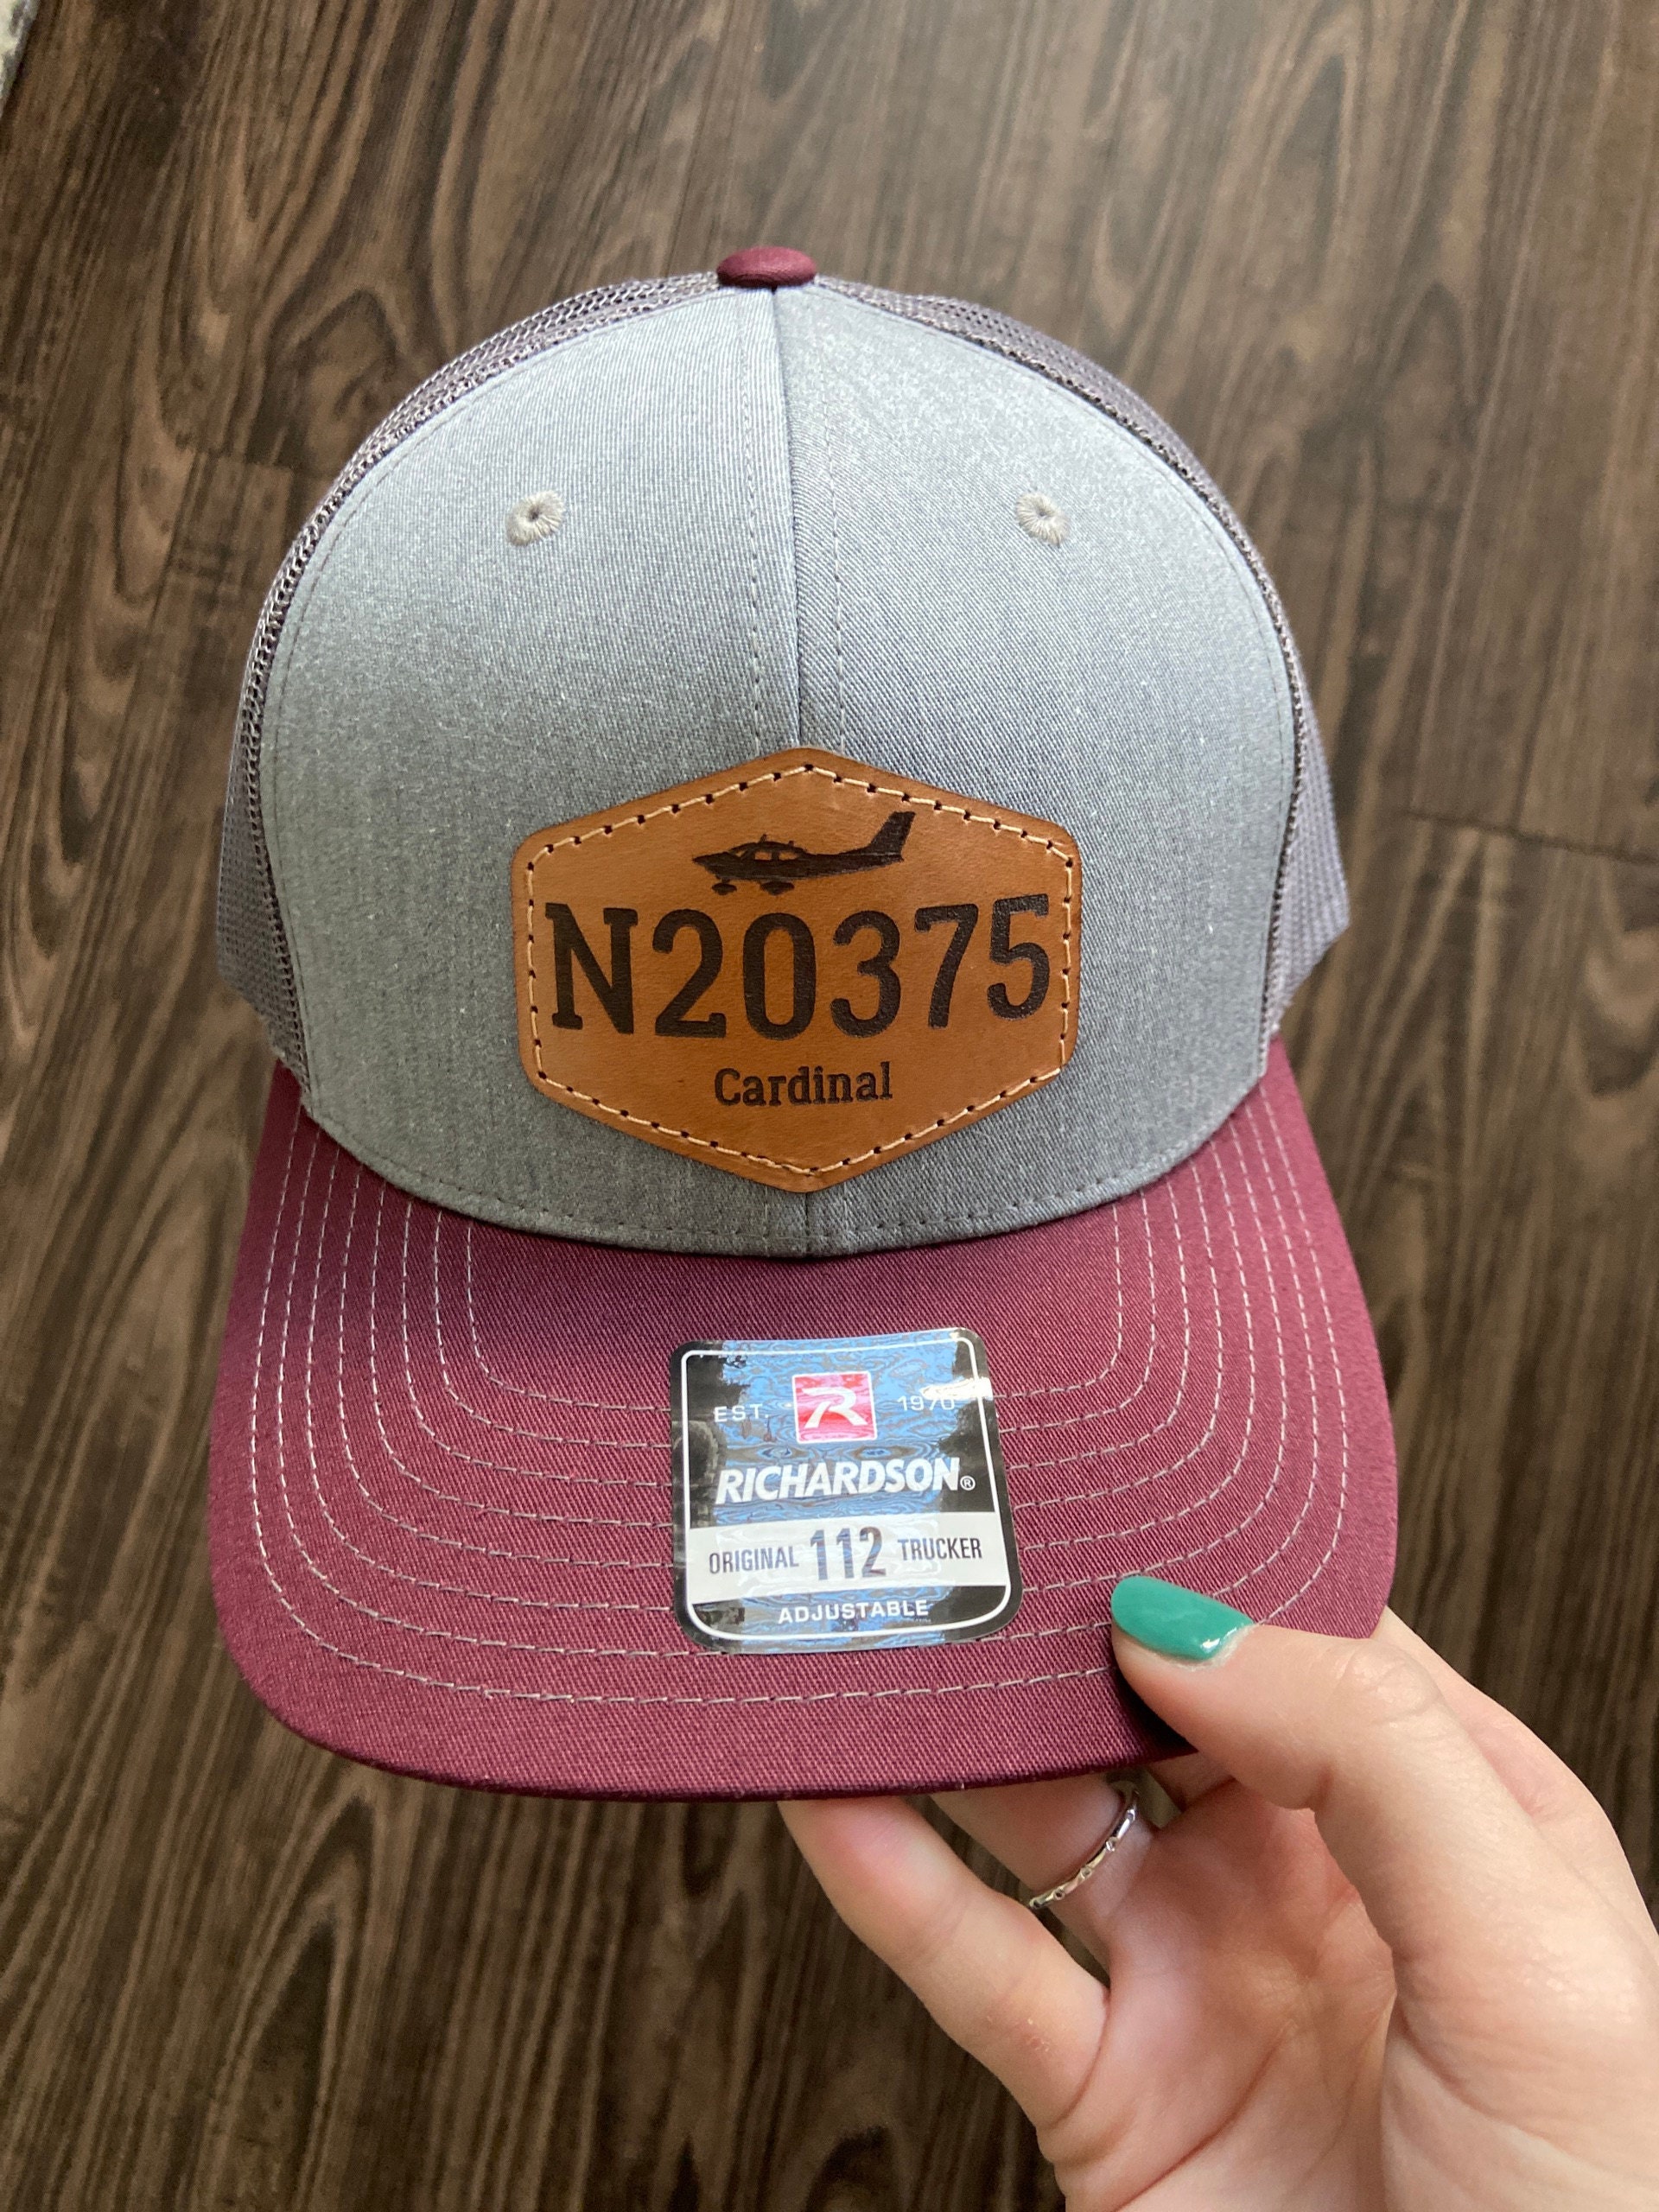 N20375
Cardinal
EST. R 1970
RICHARDSON®
ORIGINAL 112 TRUCKER
ADJUSTABLE